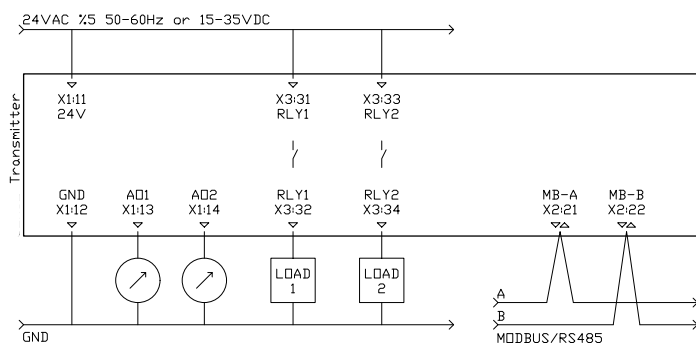 24VAC %5 50-60Hz or 15-35VDC
Transmitter
X1:11 X3:31 X3:33
24V RLY1 RLY2
GND AO1 AO2 RLY1 RLY2 MB-A MB-B
X1:12 X1:13 X1:14 X3:32 X3:34 X2:21 X2:22
LOAD LOAD
1 2
A
B
GND MODBUS/RS485